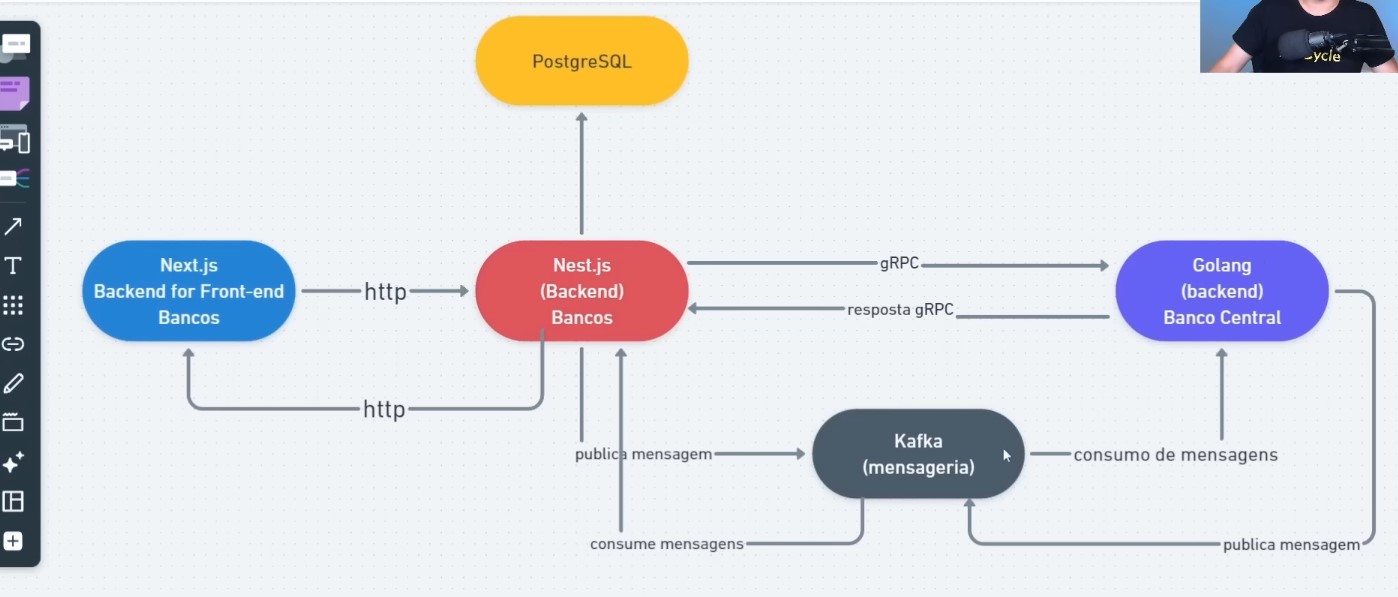 PostgreSQL
Next.js
Backend for Front-end
Bancos
http
Nest.js
(Backend)
Bancos
gRPC
resposta gRPC
Golang
(backend)
Banco Central
http
publica mensagem
Kafka
(mensageria)
consumo de mensagens
consume mensagens
publica mensagem